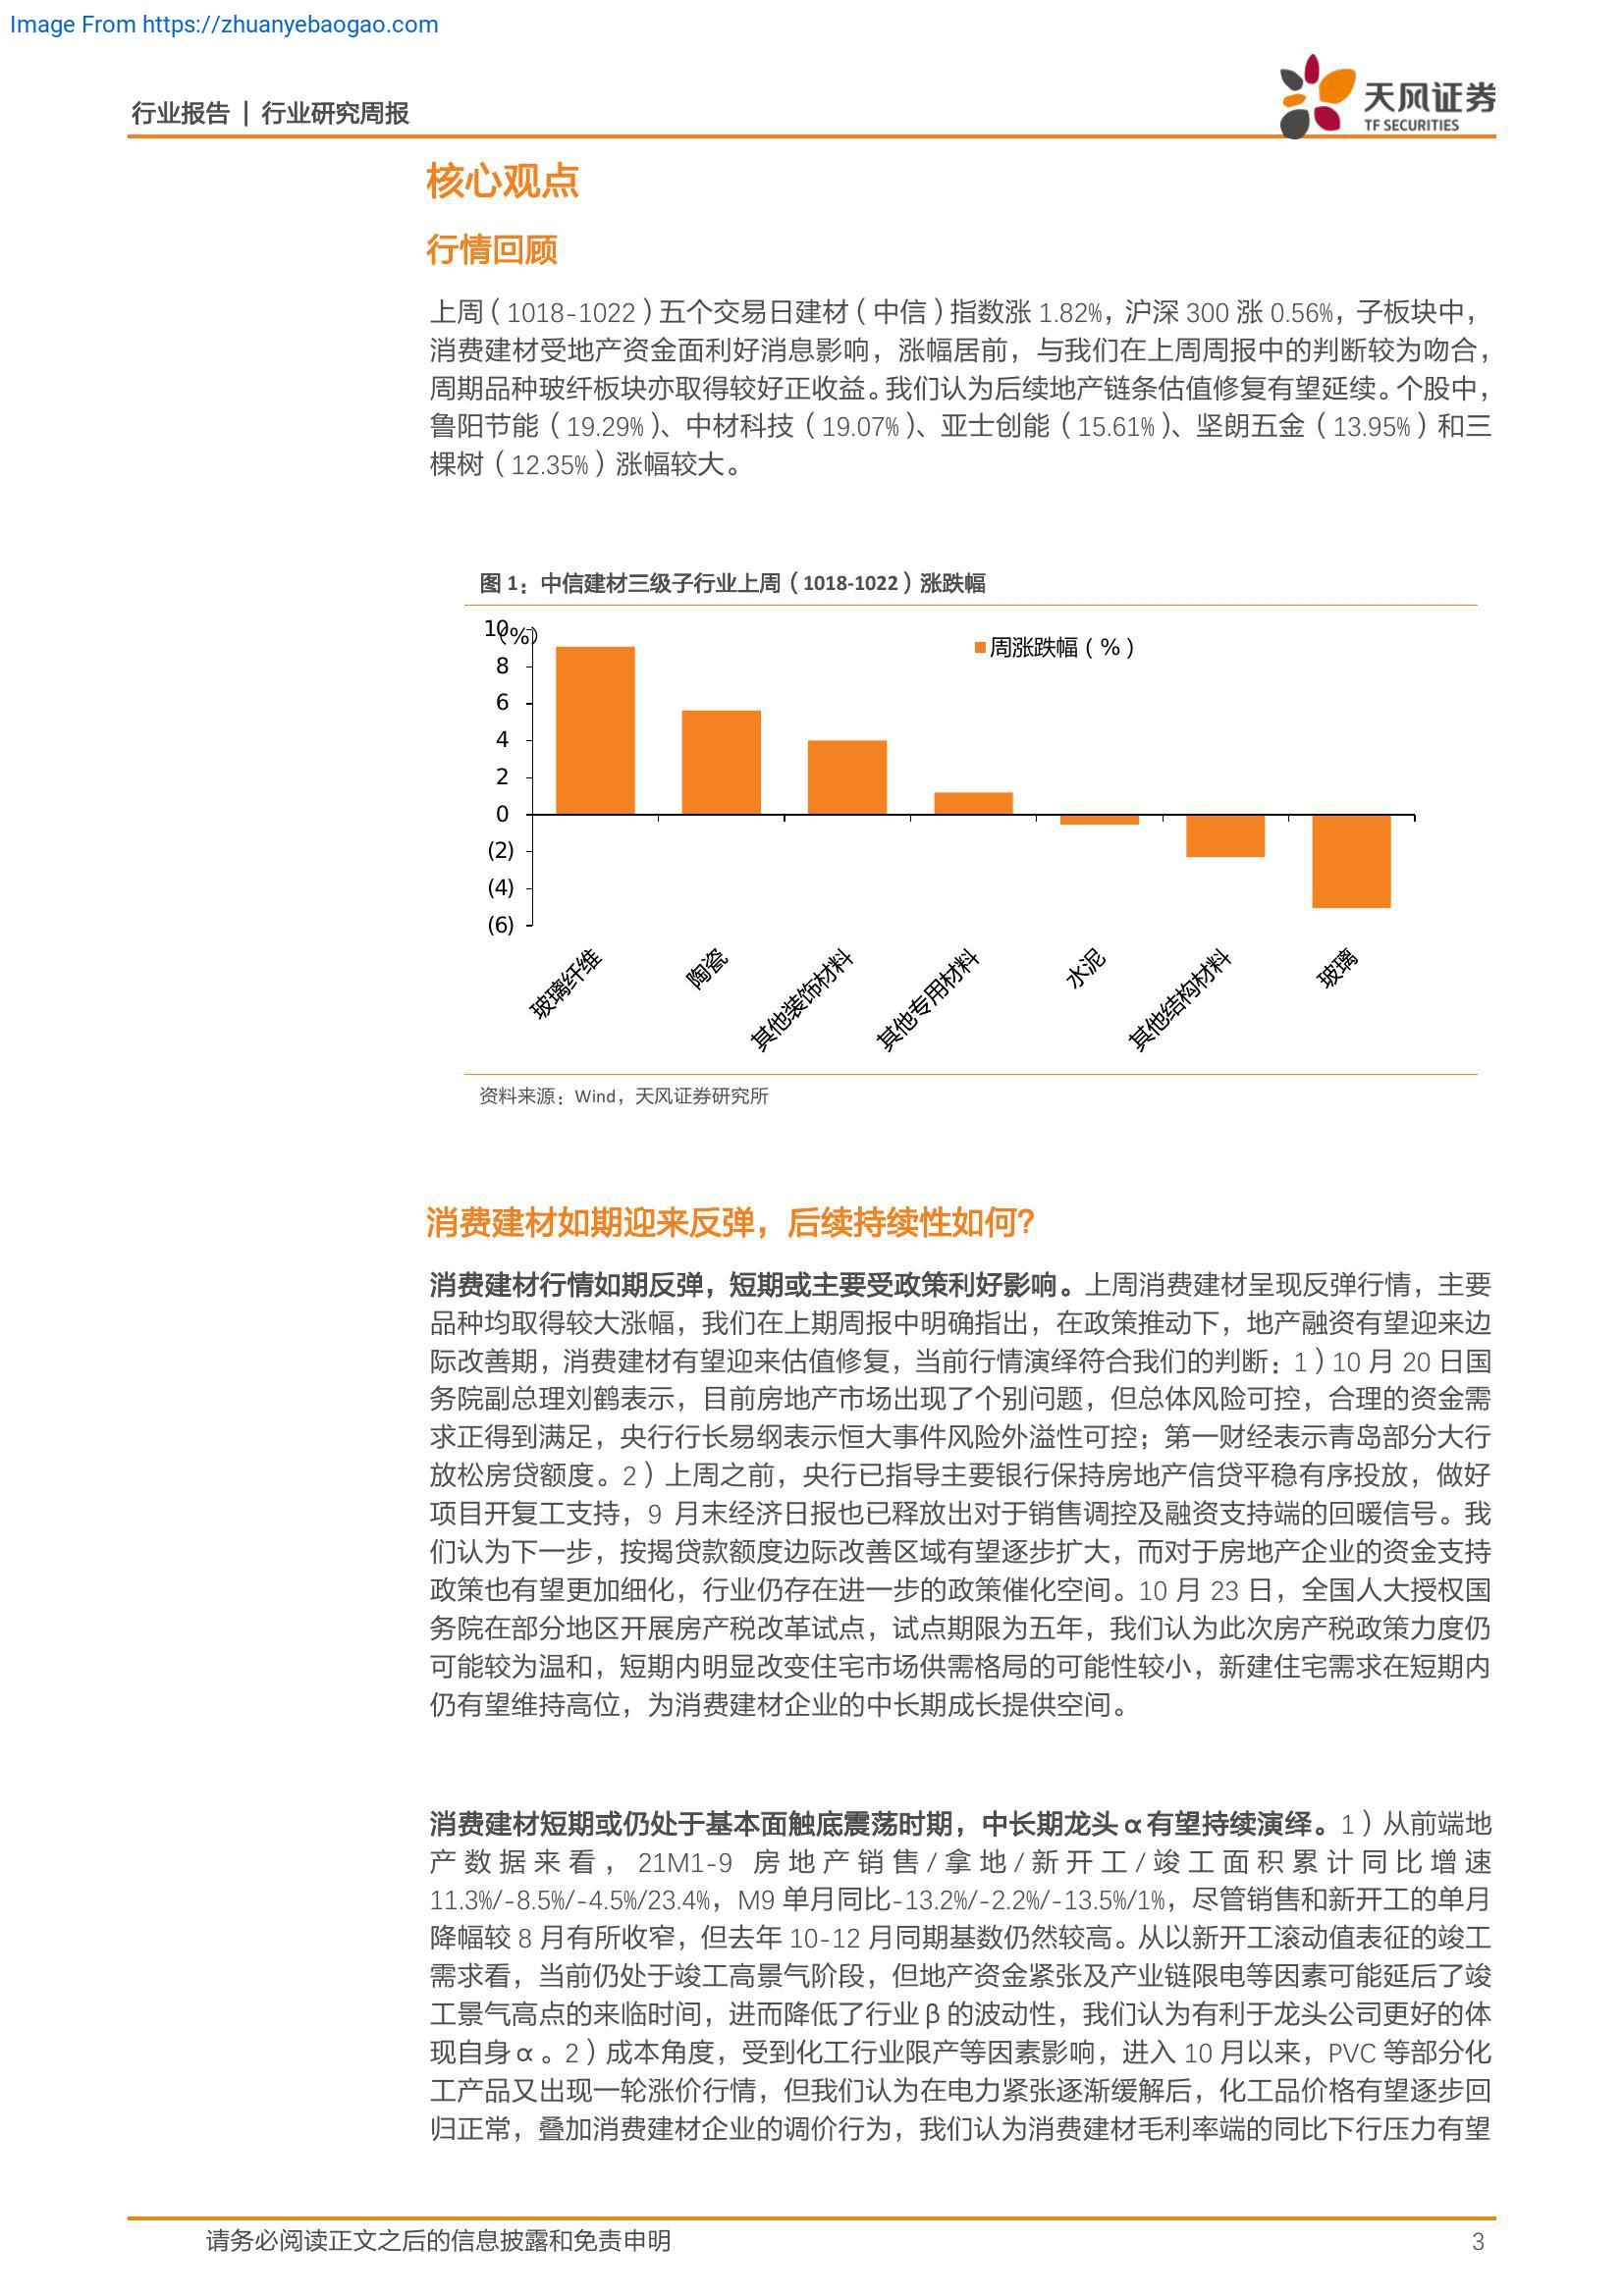 Image From https://zhuanyebaogao.com
行业报告 | 行业研究周报
天风证券
TF SECURITIES
核心观点
行情回顾
上周（1018-1022）五个交易日建材（中信）指数涨 1.82%，沪深 300 涨 0.56%，子板块中，
消费建材受地产资金面利好消息影响，涨幅居前，与我们在上周周报中的判断较为吻合，
周期品种玻纤板块亦取得较好正收益。我们认为后续地产链条估值修复有望延续。个股中，
鲁阳节能（19.29%）、中材科技（19.07%）、亚士创能（15.61%）、坚朗五金（13.95%）和三
棵树（12.35%）涨幅较大。
图 1：中信建材三级子行业上周（1018-1022）涨跌幅
10
(%)
周涨跌幅（%）
8
6
4
2
0
(2)
(4)
(6)
玻璃纤维
陶瓷
其他装饰材料
其他专用材料
水泥
其他结构材料
玻璃
资料来源：Wind，天风证券研究所
消费建材如期迎来反弹，后续持续性如何？
消费建材行情如期反弹，短期或主要受政策利好影响。上周消费建材呈现反弹行情，主要
品种均取得较大涨幅，我们在上期周报中明确指出，在政策推动下，地产融资有望迎来边
际改善期，消费建材有望迎来估值修复，当前行情演绎符合我们的判断：1）10 月 20 日国
务院副总理刘鹤表示，目前房地产市场出现了个别问题，但总体风险可控，合理的资金需
求正得到满足，央行行长易纲表示恒大事件风险外溢性可控；第一财经表示青岛部分大行
放松房贷额度。2）上周之前，央行已指导主要银行保持房地产信贷平稳有序投放，做好
项目开复工支持，9 月末经济日报也已释放出对于销售调控及融资支持端的回暖信号。我
们认为下一步，按揭贷款额度边际改善区域有望逐步扩大，而对于房地产企业的资金支持
政策也有望更加细化，行业仍存在进一步的政策催化空间。10 月 23 日，全国人大授权国
务院在部分地区开展房产税改革试点，试点期限为五年，我们认为此次房产税政策力度仍
可能较为温和，短期内明显改变住宅市场供需格局的可能性较小，新建住宅需求在短期内
仍有望维持高位，为消费建材企业的中长期成长提供空间。
消费建材短期或仍处于基本面触底震荡时期，中长期龙头 α 有望持续演绎。1）从前端地
产数据来看，21M1-9 房地产销售/拿地/新开工/竣工面积累计同比增速
11.3%/-8.5%/-4.5%/23.4%，M9 单月同比-13.2%/-2.2%/-13.5%/1%，尽管销售和新开工的单月
降幅较 8 月有所收窄，但去年 10-12 月同期基数仍然较高。从以新开工滚动值表征的竣工
需求看，当前仍处于竣工高景气阶段，但地产资金紧张及产业链限电等因素可能延后了竣
工景气高点的来临时间，进而降低了行业 β 的波动性，我们认为有利于龙头公司更好的体
现自身 α 。2）成本角度，受到化工行业限产等因素影响，进入 10 月以来，PVC 等部分化
工产品又出现一轮涨价行情，但我们认为在电力紧张逐渐缓解后，化工品价格有望逐步回
归正常，叠加消费建材企业的调价行为，我们认为消费建材毛利率端的同比下行压力有望
请务必阅读正文之后的信息披露和免责申明
3